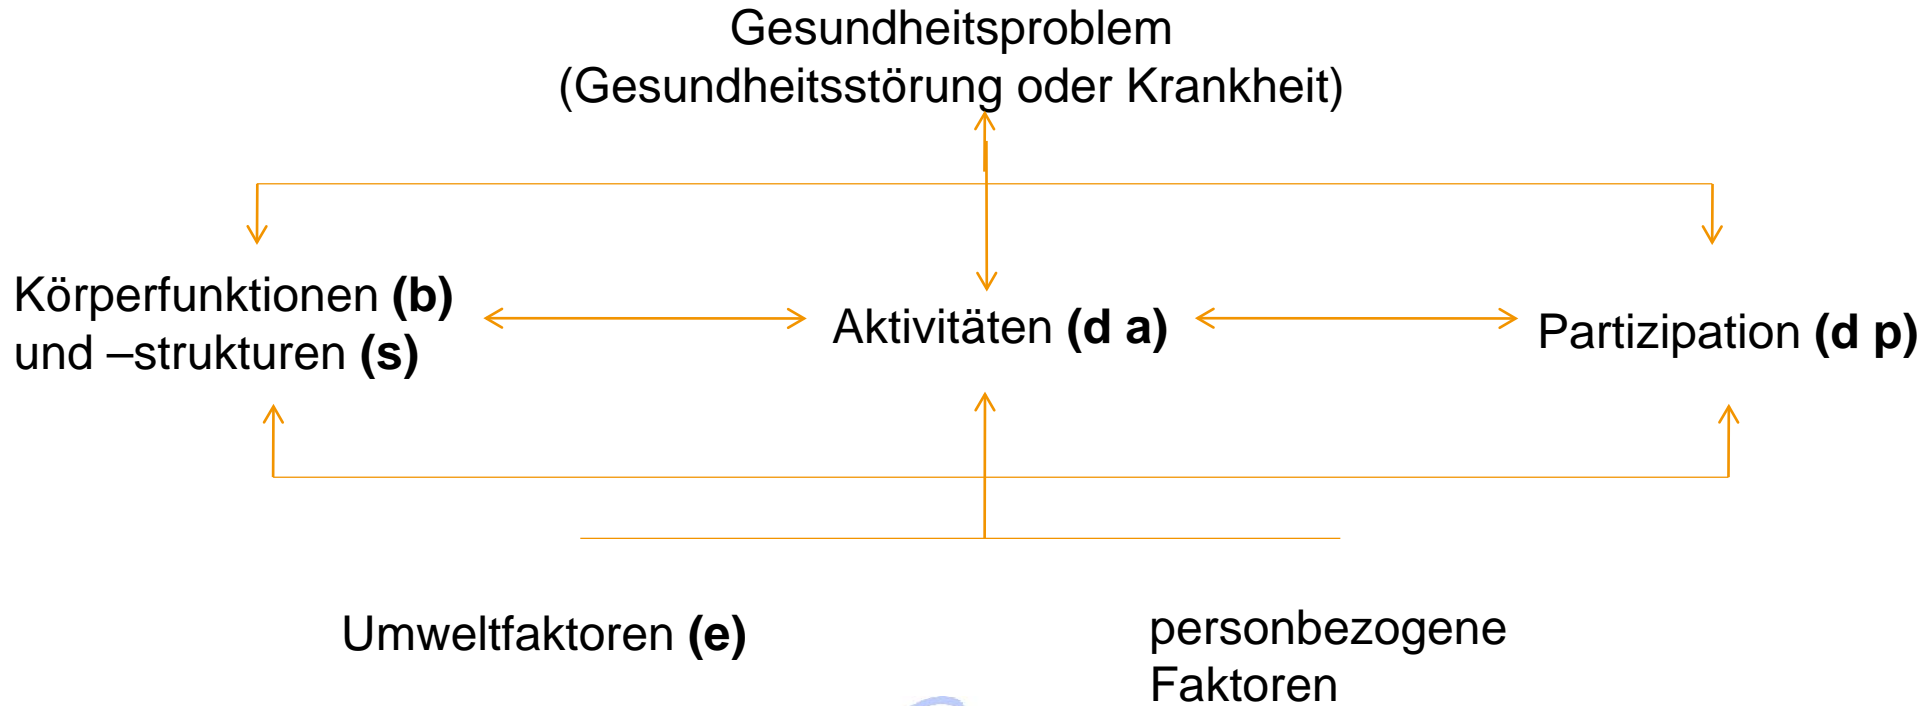 Gesundheitsproblem
(Gesundheitsstörung oder Krankheit)
Körperfunktionen (b)
und –strukturen (s)
Aktivitäten (d a)
Partizipation (d p)
Umweltfaktoren (e)
personbezogene
Faktoren